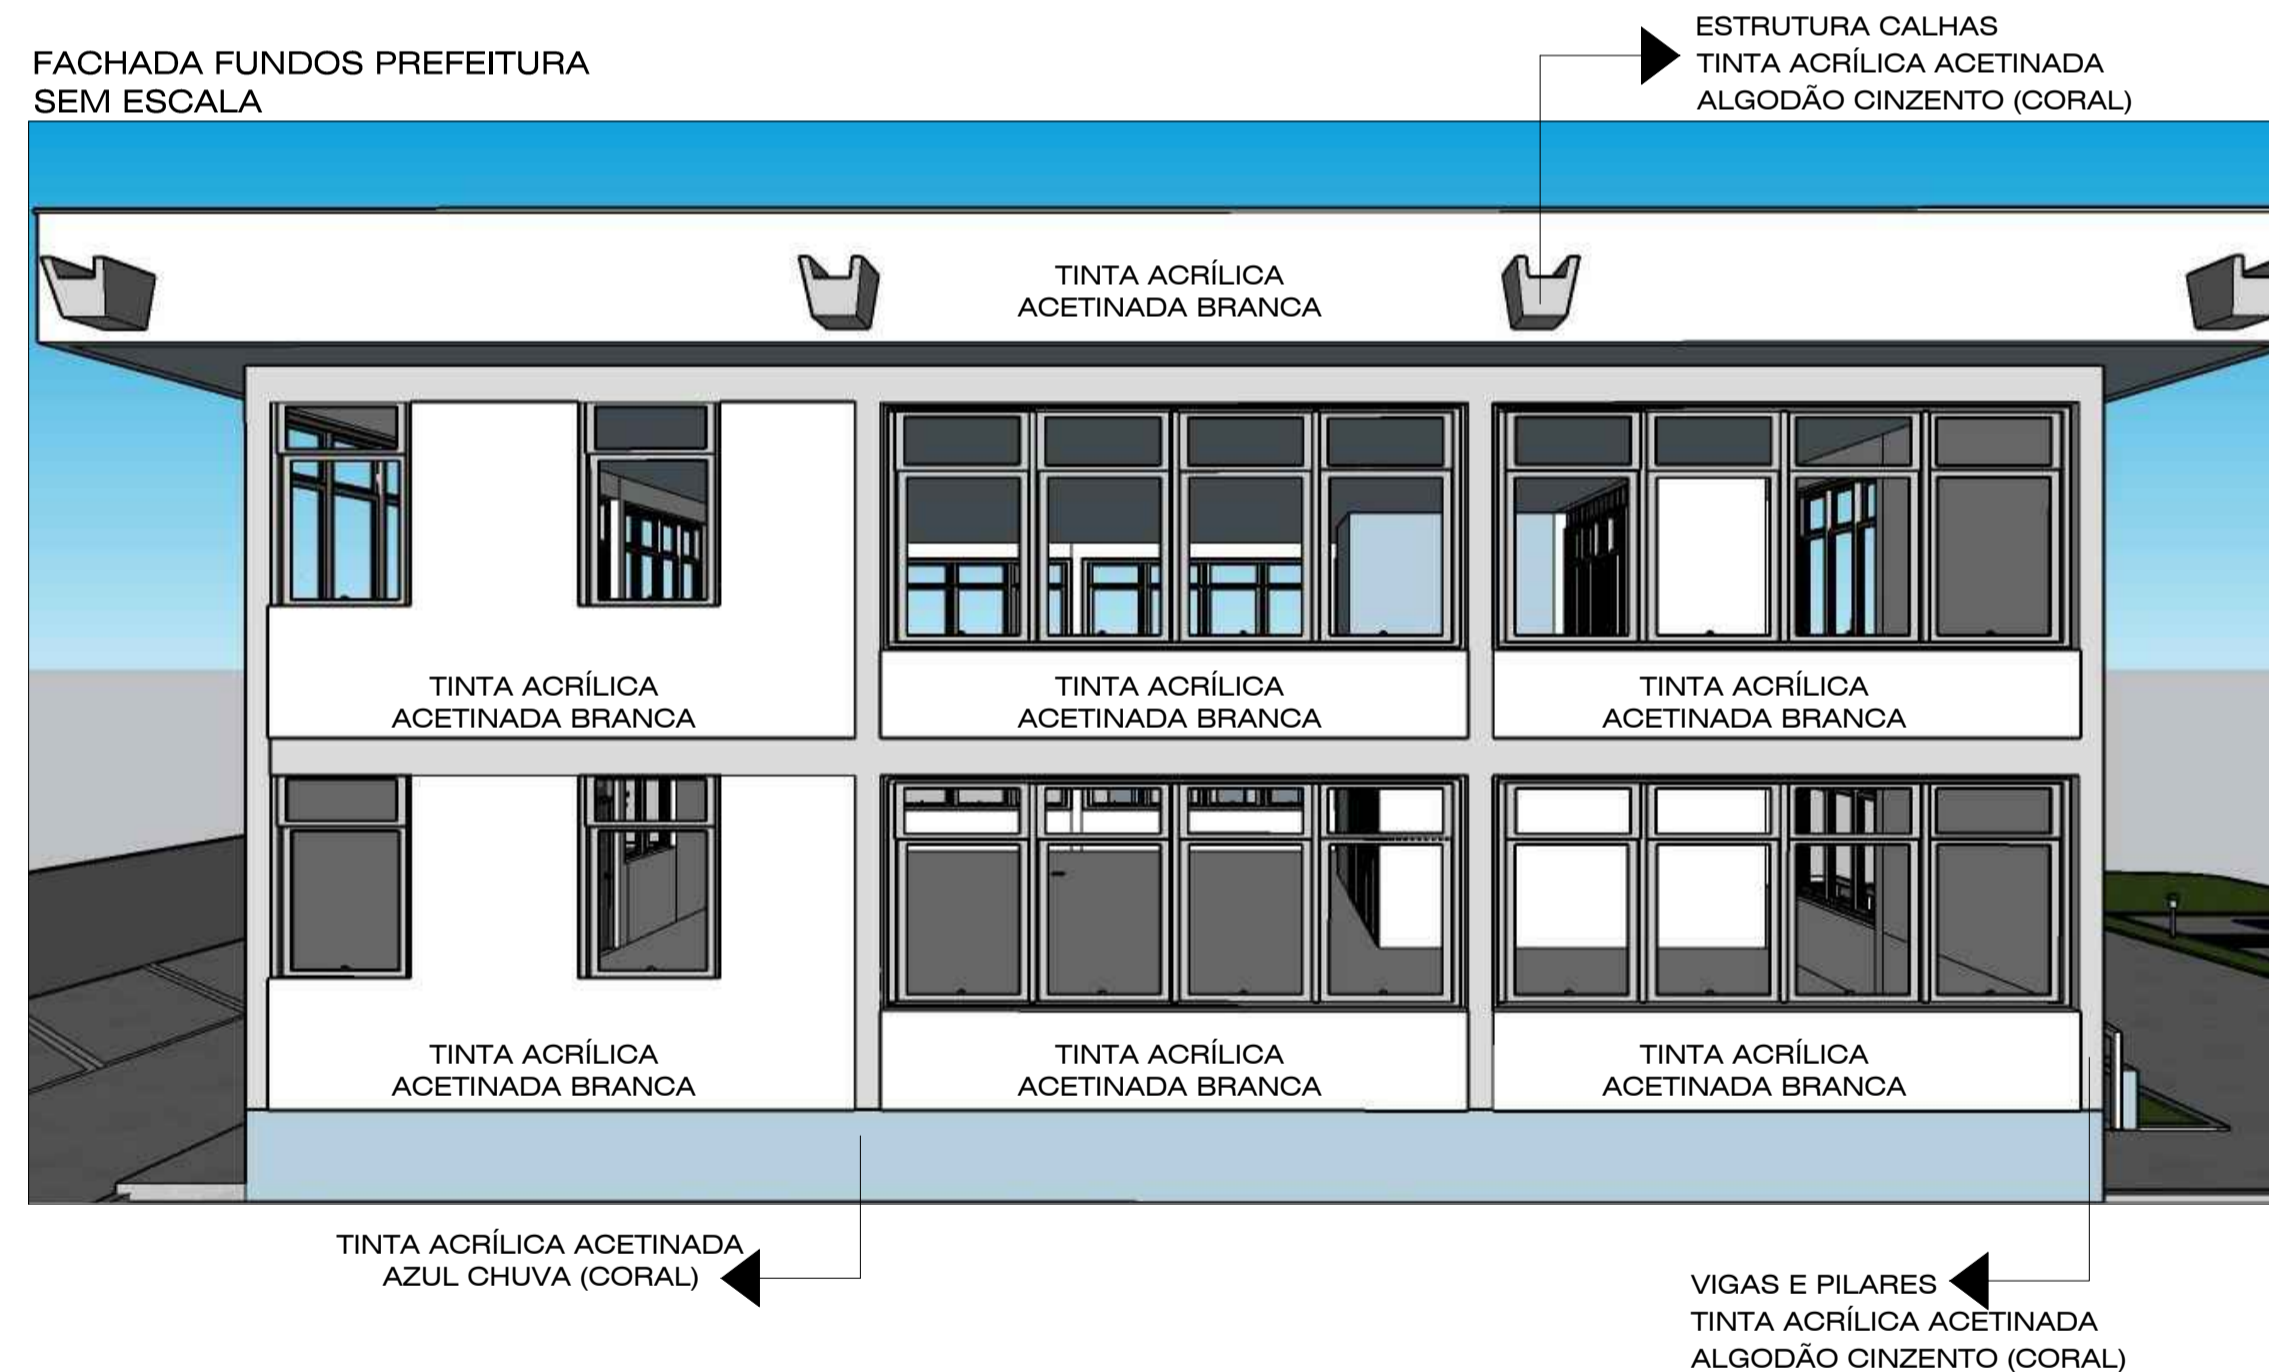 FACHADA FUNDOS PREFEITURA
SEM ESCALA
ESTRUTURA CALHAS
TINTA ACRÍLICA ACETINADA
ALGODÃO CINZENTO (CORAL)
TINTA ACRÍLICA
ACETINADA BRANCA
TINTA ACRÍLICA
ACETINADA BRANCA
TINTA ACRÍLICA
ACETINADA BRANCA
TINTA ACRÍLICA
ACETINADA BRANCA
TINTA ACRÍLICA
ACETINADA BRANCA
TINTA ACRÍLICA
ACETINADA BRANCA
TINTA ACRÍLICA
ACETINADA BRANCA
TINTA ACRÍLICA ACETINADA
AZUL CHUVA (CORAL)
VIGAS E PILARES
TINTA ACRÍLICA ACETINADA
ALGODÃO CINZENTO (CORAL)